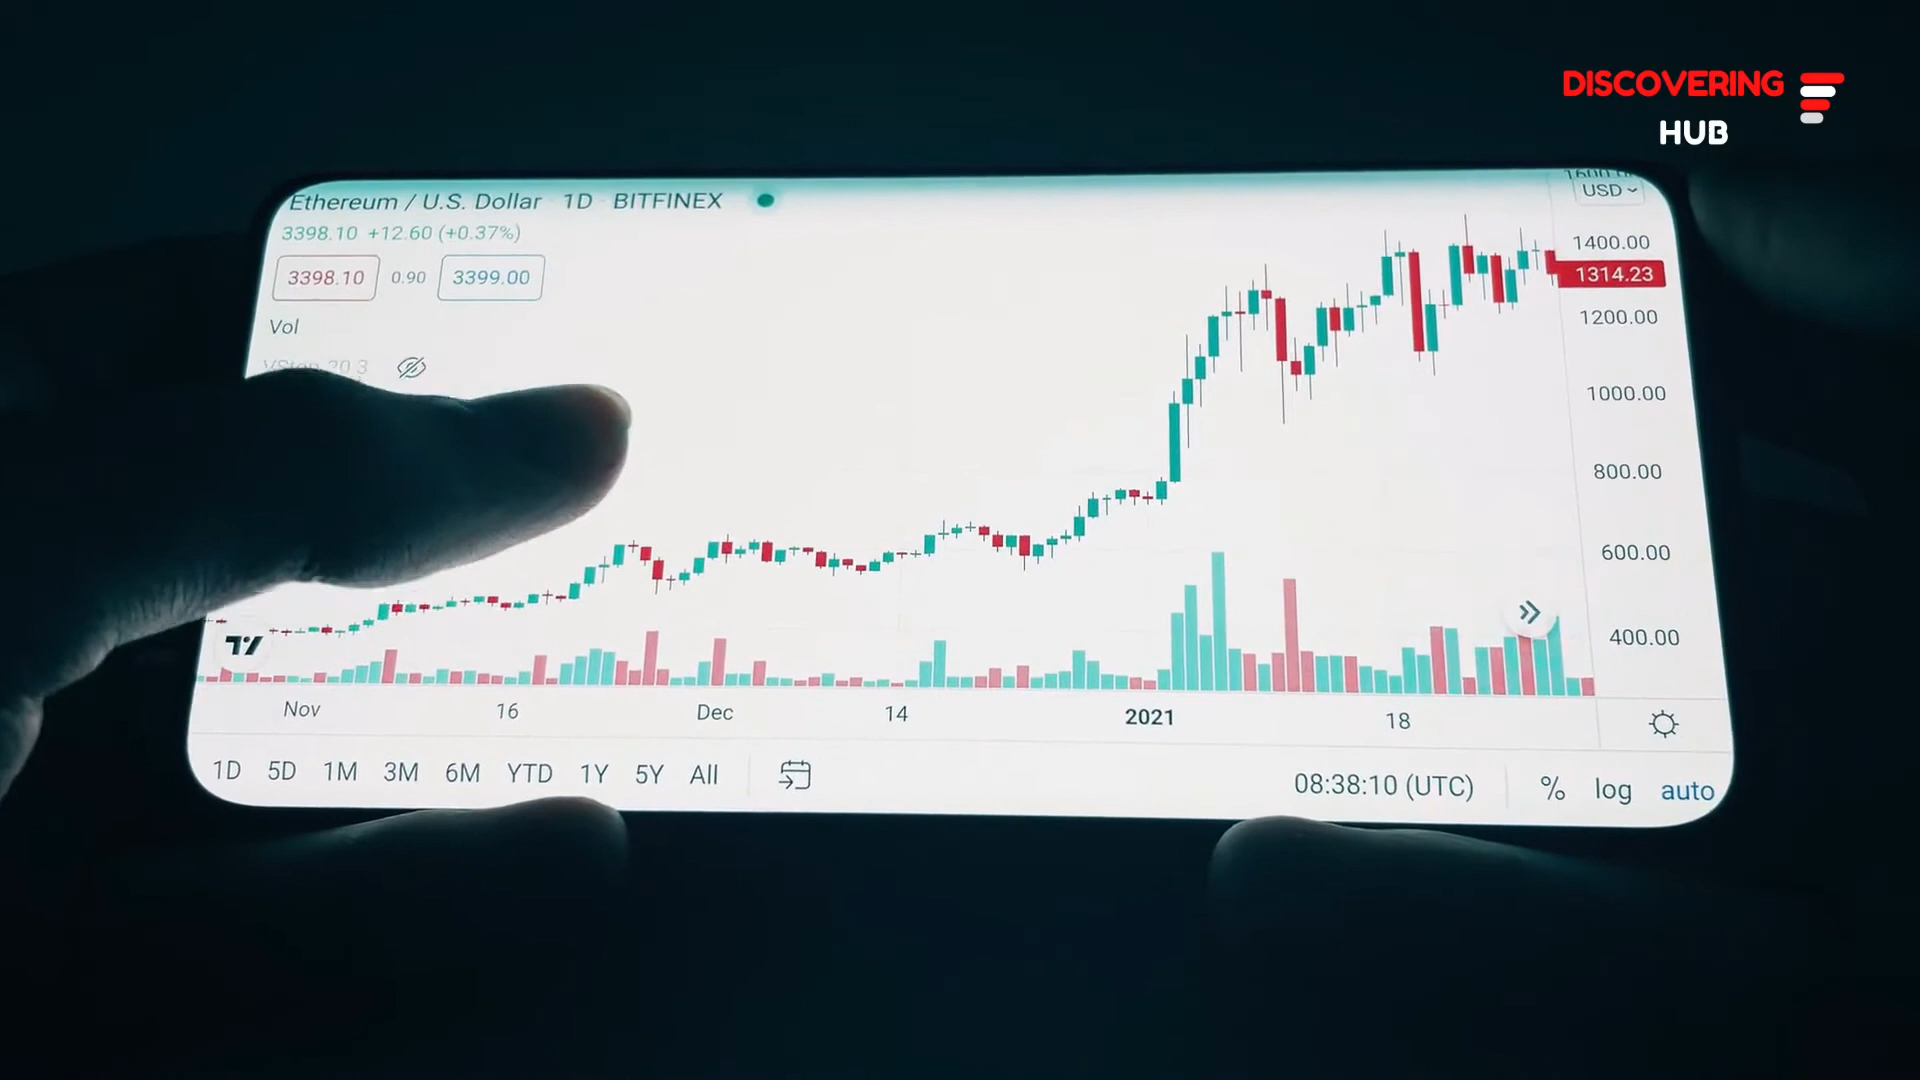 DISCOVERING
HUB
Ethereum / U.S. Dollar 1D BITFINEX
3398.10 +12.60 (+0.37%)
3398.10 0.90 3399.00
Vol
USD
1400.00
1314.23
1200.00
1000.00
800.00
600.00
400.00
Nov 16 Dec 14 2021 18
1D 5D 1M 3M 6M YTD 1Y 5Y All 08:38:10 (UTC) % log auto